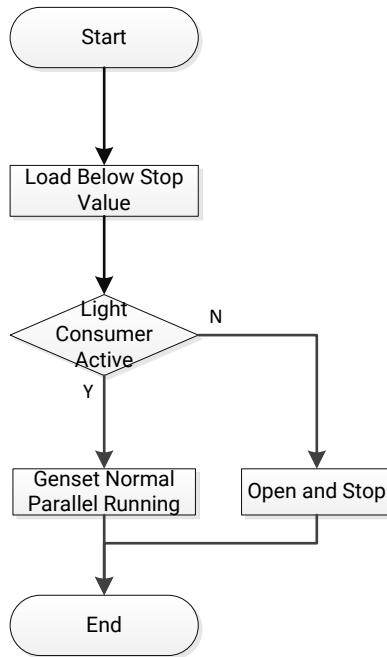 Start
Load Below Stop
Value
Light
Consumer
Active
N
Y
Genset Normal
Parallel Running
Open and Stop
End